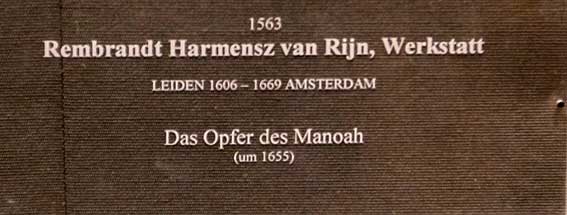 1563
Rembrandt Harmensz van Rijn, Werkstatt
LEIDEN 1606 – 1669 AMSTERDAM
Das Opfer des Manoah
(um 1655)